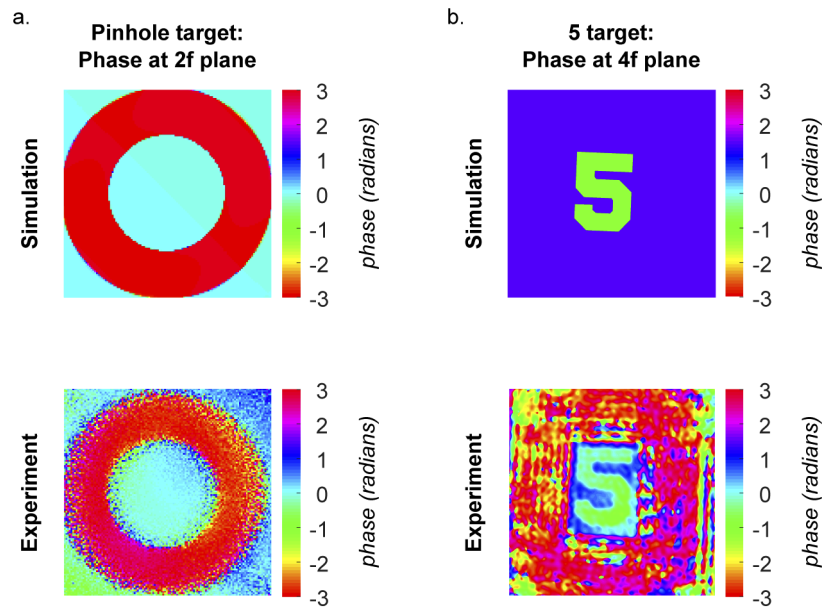 a.
Pinhole target:
Phase at 2f plane
Simulation
3
2
1
0
-1
-2
-3
phase (radians)
Experiment
3
2
1
0
-1
-2
-3
phase (radians)
b.
5 target:
Phase at 4f plane
Simulation
5
3
2
1
0
-1
-2
-3
phase (radians)
Experiment
5
3
2
1
0
-1
-2
-3
phase (radians)